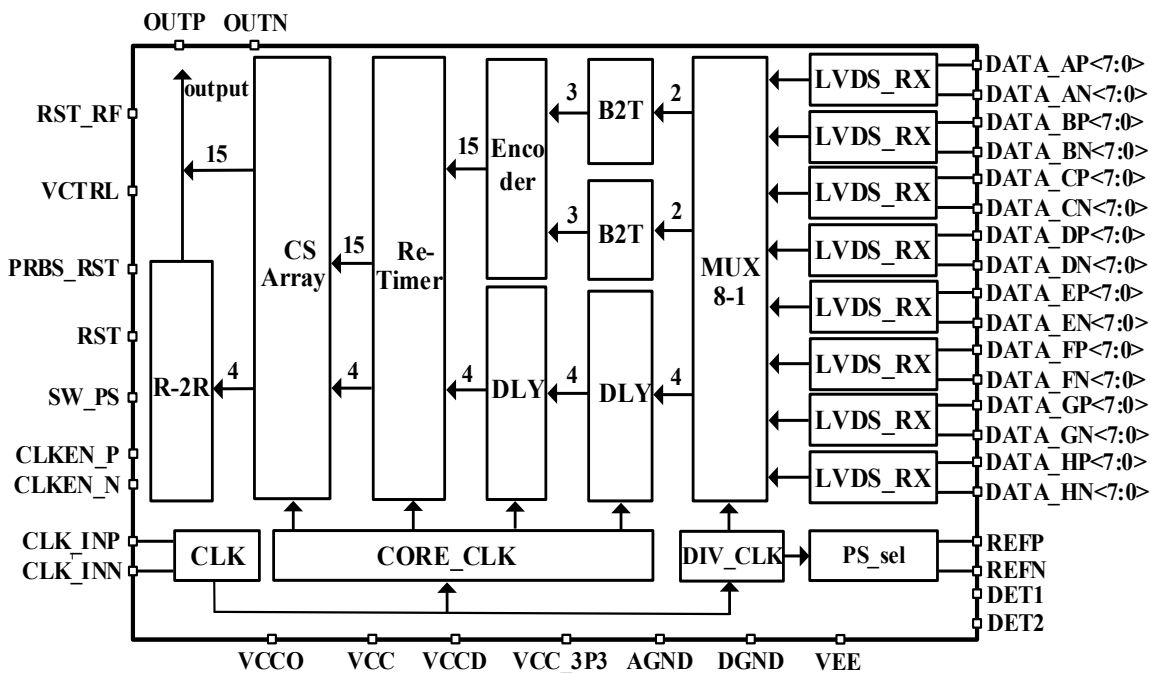 OUTP OUTN
output
RST_RF
VCTRL
PRBS_RST
RST
SW_PS
CLKEN_P
CLKEN_N
CLK_INP
CLK_INN
15
4
R-2R
CS
Array
15
4
Re-
Timer
15
4
Enco
der
DLY
3
3
4
B2T
B2T
DLY
2
2
4
MUX
8-1
LVDS_RX
LVDS_RX
LVDS_RX
LVDS_RX
LVDS_RX
LVDS_RX
LVDS_RX
LVDS_RX
DATA_AP<7:0>
DATA_AN<7:0>
DATA_BP<7:0>
DATA_BN<7:0>
DATA_CP<7:0>
DATA_CN<7:0>
DATA_DP<7:0>
DATA_DN<7:0>
DATA_EP<7:0>
DATA_EN<7:0>
DATA_FP<7:0>
DATA_FN<7:0>
DATA_GP<7:0>
DATA_GN<7:0>
DATA_HP<7:0>
DATA_HN<7:0>
CLK
CORE_CLK
DIV_CLK
PS_sel
REFP
REFN
DET1
DET2
VCCO VCC VCCD VCC_3P3 AGND DGND VEE